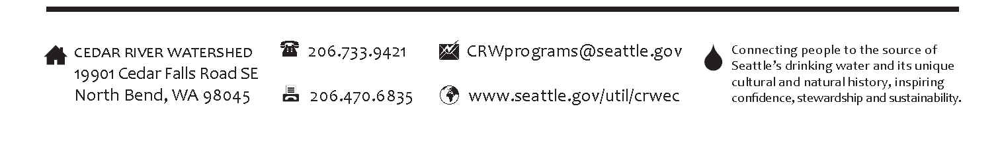 CEDAR RIVER WATERSHED
19901 Cedar Falls Road SE
North Bend, WA 98045
206.733.9421
206.470.6835
CRWprograms@seattle.gov
www.seattle.gov/util/crwec
Connecting people to the source of
Seattle’s drinking water and its unique
cultural and natural history, inspiring
confidence, stewardship and sustainability.